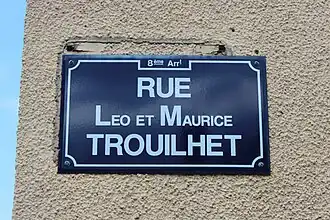 8ème Arrt
RUE
LEO ET MAURICE
TROUILHET